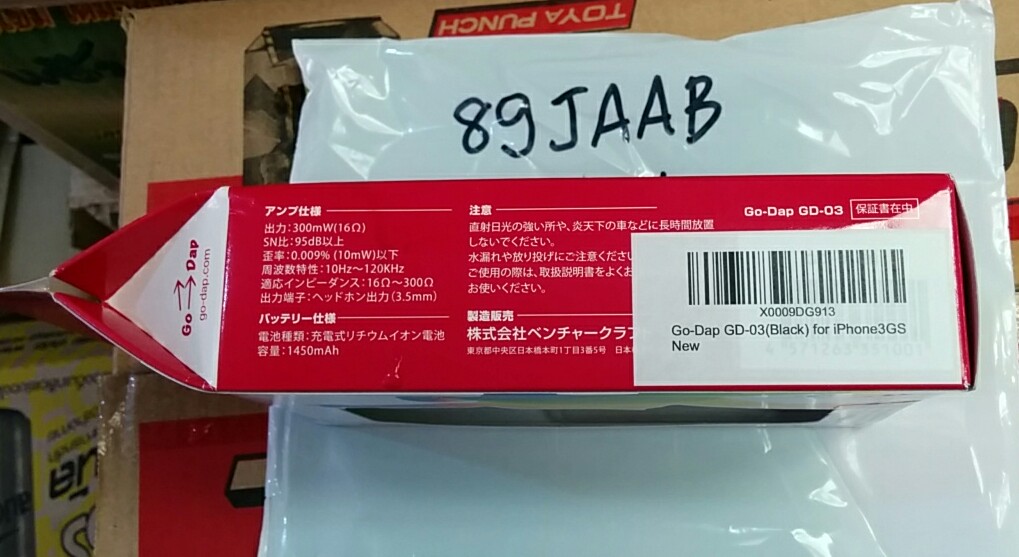 TOYA PUNCH
89JAAB
Go → Dap
go-dap.com
アンプ仕様
出力：300mW(16Ω)
SN比：95dB以上
歪率：0.009% (10mW)以下
周波数特性：10Hz～120KHz
適応インピーダンス：16Ω～300Ω
出力端子：ヘッドホン出力(3.5mm)
バッテリー仕様
電池種類：充電式リチウムイオン電池
容量：1450mAh
注意
直射日光の強い所や、炎天下の車などに長時間放置
しないでください。
水漏れや放り投げにご注意くださ
ご使用の際は、取扱説明書をよくお
お使いください。
製造販売
株式会社ベンチャークラフ
東京都中央区日本橋本町1丁目3番5号 日本
Go-Dap GD-03 保証書在中
X0009DG913
Go-Dap GD-03(Black) for iPhone3GS
New